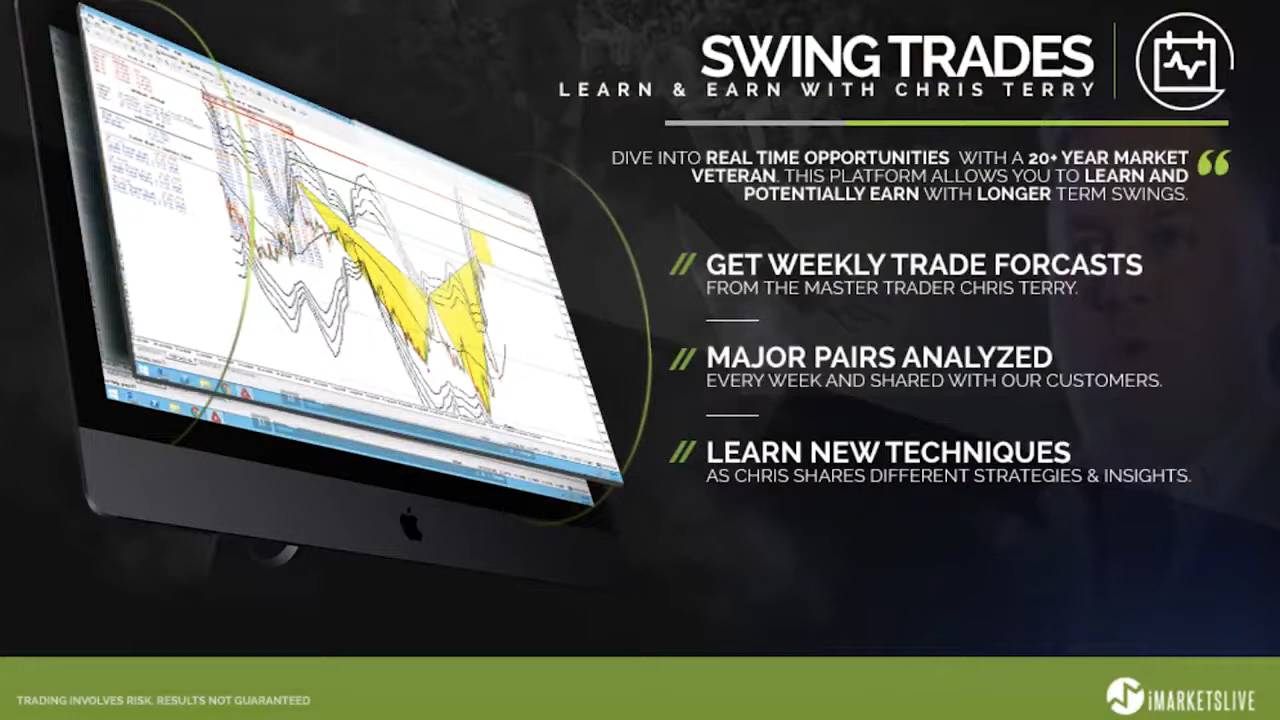 SWING TRADES
LEARN & EARN WITH CHRIS TERRY
DIVE INTO REAL TIME OPPORTUNITIES WITH A 20+ YEAR MARKET
VETERAN. THIS PLATFORM ALLOWS YOU TO LEARN AND
POTENTIALLY EARN WITH LONGER TERM SWINGS.
GET WEEKLY TRADE FORCASTS
FROM THE MASTER TRADER CHRIS TERRY.
MAJOR PAIRS ANALYZED
EVERY WEEK AND SHARED WITH OUR CUSTOMERS.
LEARN NEW TECHNIQUES
AS CHRIS SHARES DIFFERENT STRATEGIES & INSIGHTS.
TRADING INVOLVES RISK. RESULTS NOT GUARANTEED
iMARKETSLIVE